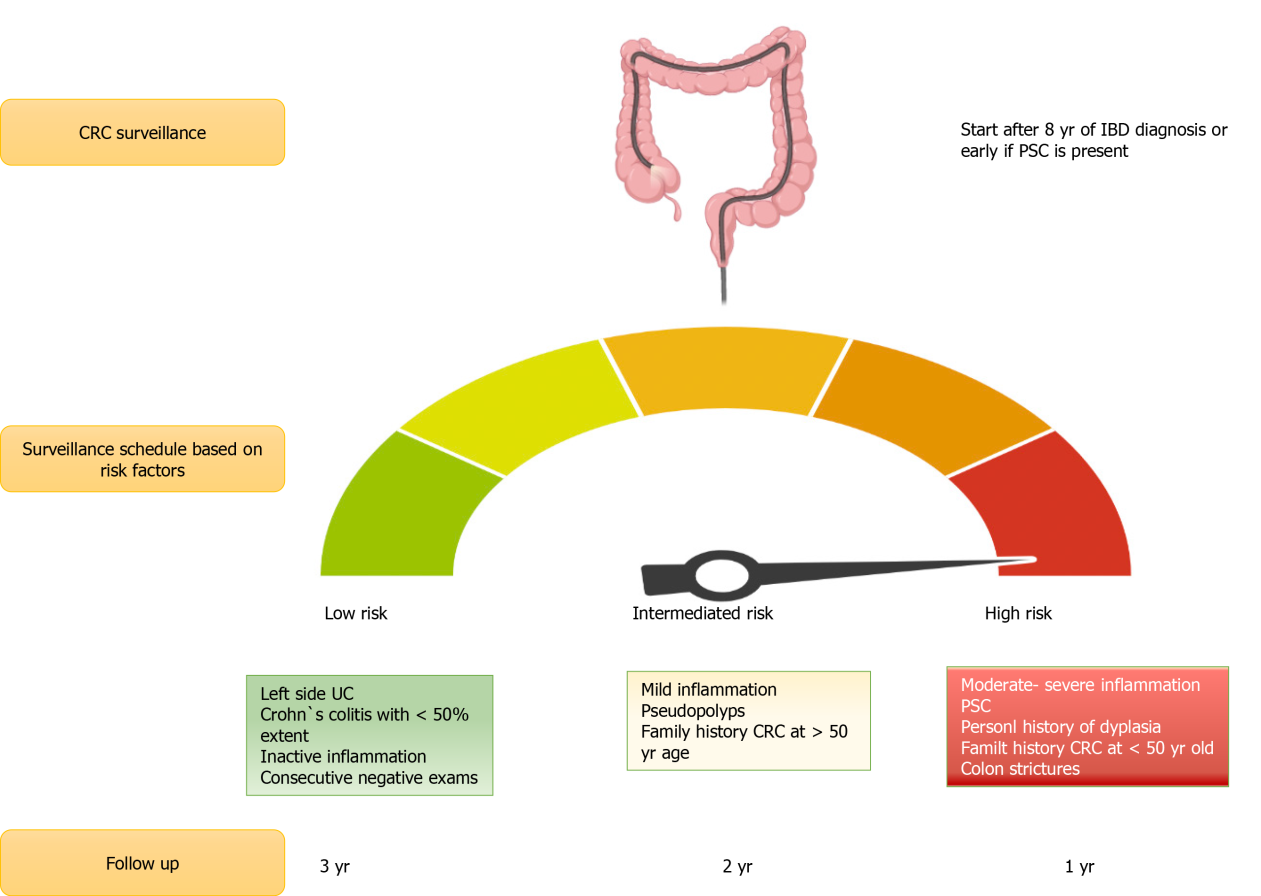 CRC surveillance
Start after 8 yr of IBD diagnosis or
early if PSC is present
Surveillance schedule based on
risk factors
Low risk
Intermediated risk
High risk
Left side UC
Crohn`s colitis with < 50%
extent
Inactive inflammation
Consecutive negative exams
Mild inflammation
Pseudopolyps
Family history CRC at > 50
yr age
Moderate- severe inflammation
PSC
Personl history of dyplasia
Familt history CRC at < 50 yr old
Colon strictures
Follow up
3 yr
2 yr
1 yr